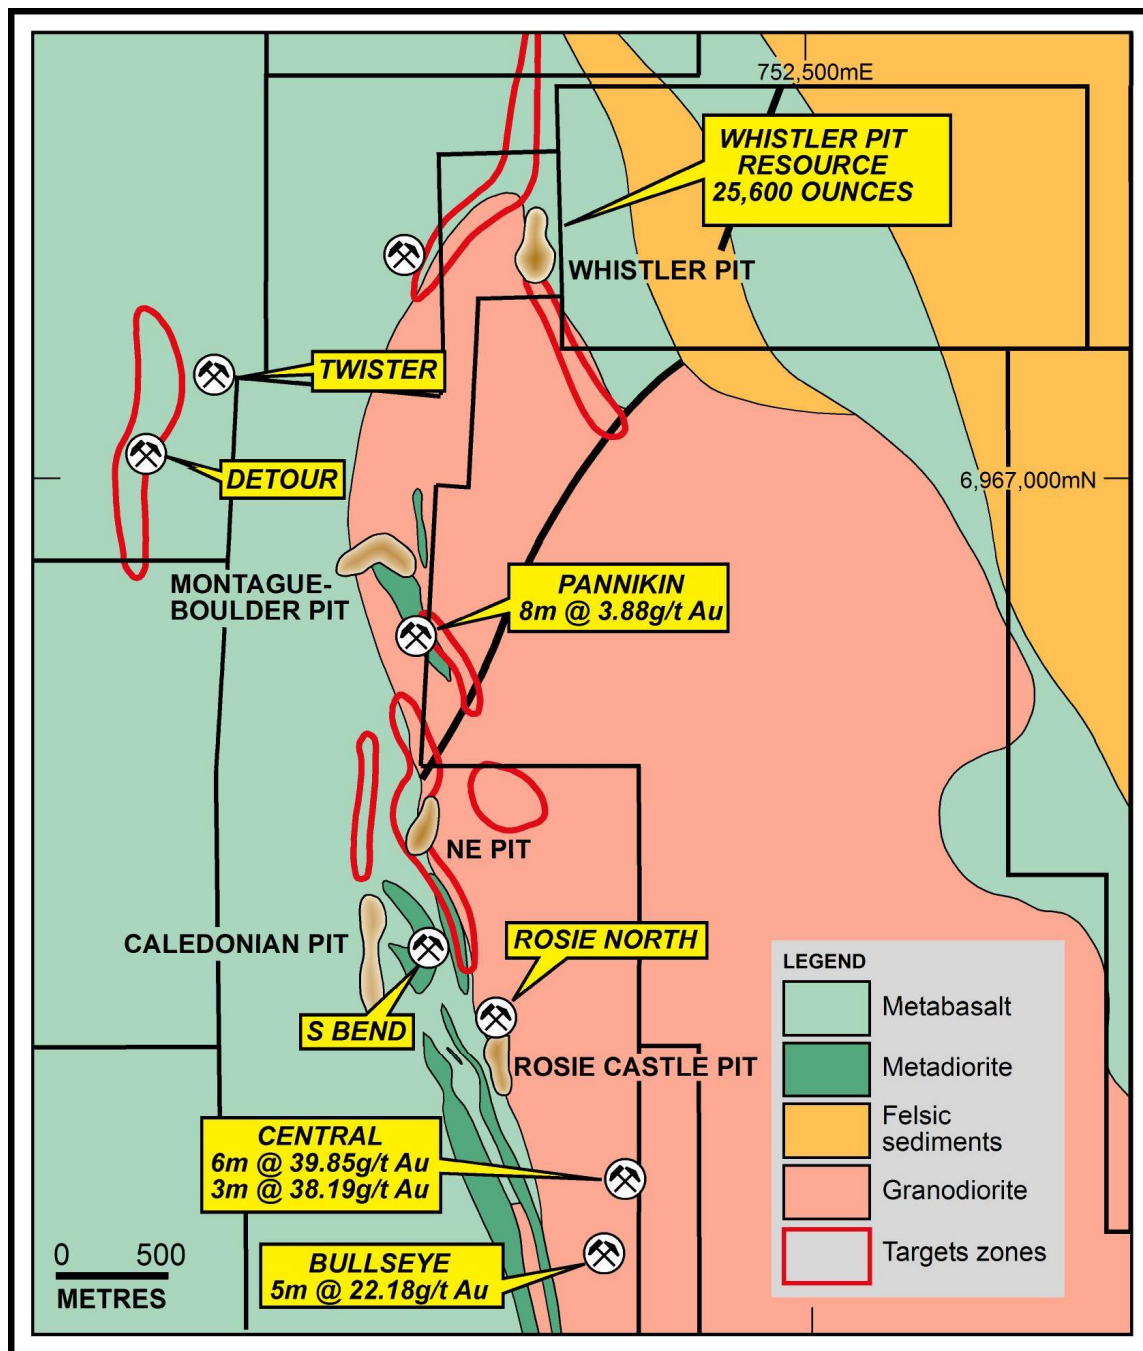 752,500mE
WHISTLER PIT
RESOURCE
25,600 OUNCES
WHISTLER PIT
TWISTER
DETOUR
6,967,000mN
MONTAGUE-
BOULDER PIT
PANNIKIN
8m @ 3.88g/t Au
NE PIT
CALEDONIAN PIT
ROSIE NORTH
S BEND
ROSIE CASTLE PIT
CENTRAL
6m @ 39.85g/t Au
3m @ 38.19g/t Au
BULLSEYE
5m @ 22.18g/t Au
0 500
METRES
LEGEND
Metabasalt
Metadiorite
Felsic
sediments
Granodiorite
Targets zones